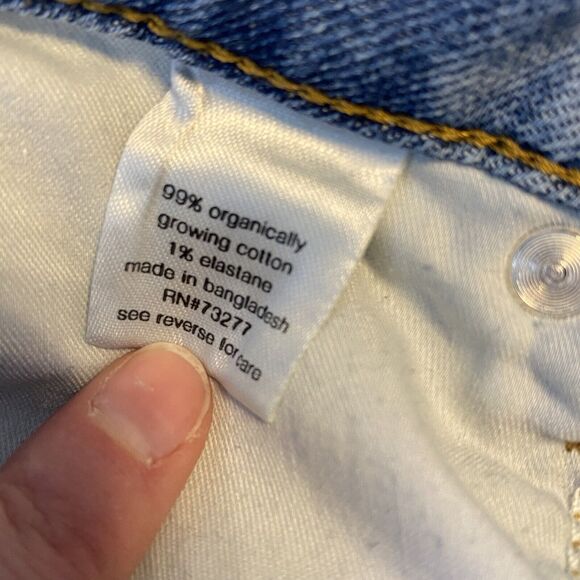 99% organically
growing cotton
1% elastane
made in bangladesh
RN#73277
see reverse for care